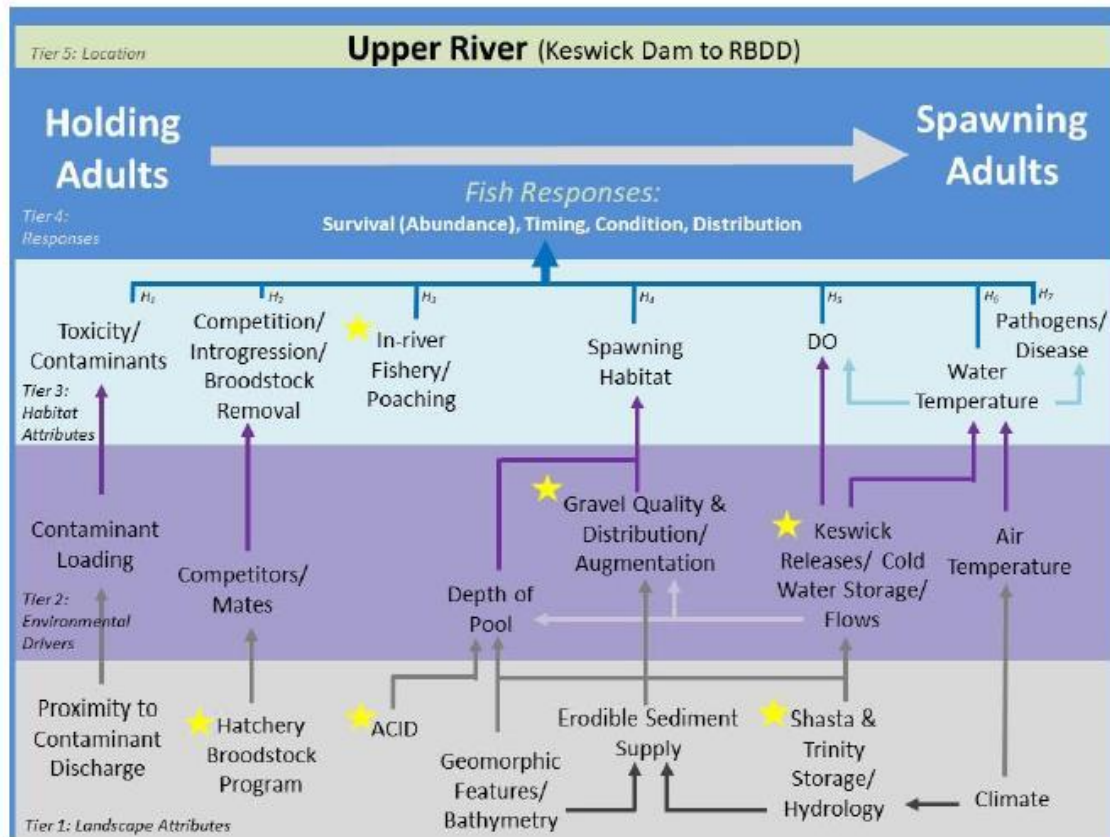 Tier 5: Location
Upper River (Keswick Dam to RBDD)
Holding
Adults
Spawning
Adults
Fish Responses:
Survival (Abundance), Timing, Condition, Distribution
Tier 4:
Responses
H1
H2
H3
H4
H5
H6
H7
Toxicity/
Contaminants
Competition/
Introgression/
Broodstock
Removal
In-river
Fishery/
Poaching
Spawning
Habitat
DO
Water
Temperature
Pathogens/
Disease
Tier 3:
Habitat
Attributes
Contaminant
Loading
Competitors/
Mates
Depth of
Pool
Gravel Quality &
Distribution/
Augmentation
Keswick
Releases/ Cold
Water Storage/
Flows
Air
Temperature
Tier 2:
Environmental
Drivers
Proximity to
Contaminant
Discharge
Hatchery
Broodstock
Program
ACID
Geomorphic
Features/
Bathymetry
Erodible Sediment
Supply
Shasta &
Trinity
Storage/
Hydrology
Climate
Tier 1: Landscape Attributes